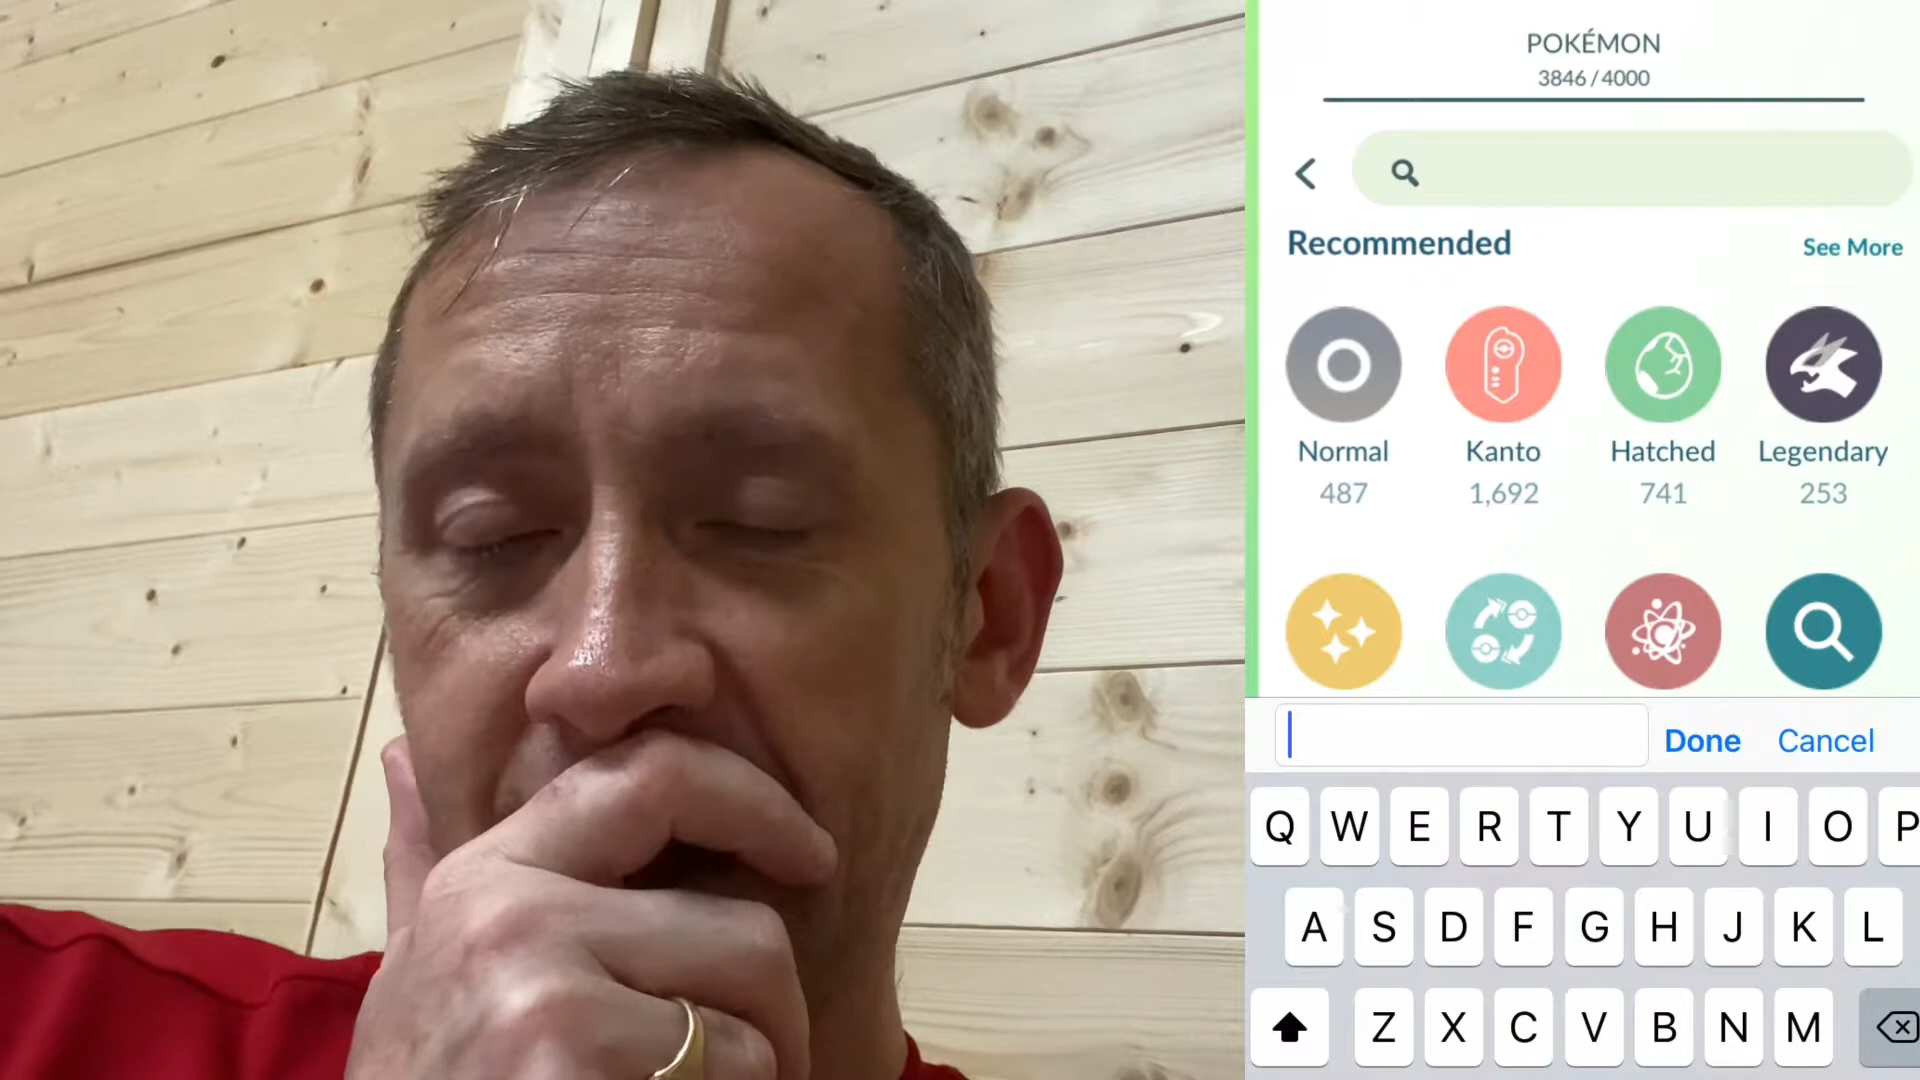 POKÉMON
3846/4000
Recommended
See More
Normal
Kanto
Hatched
Legendary
487
1,692
741
253
Done
Cancel
Q W E R T Y U I O P
A S D F G H J K L
Z X C V B N M